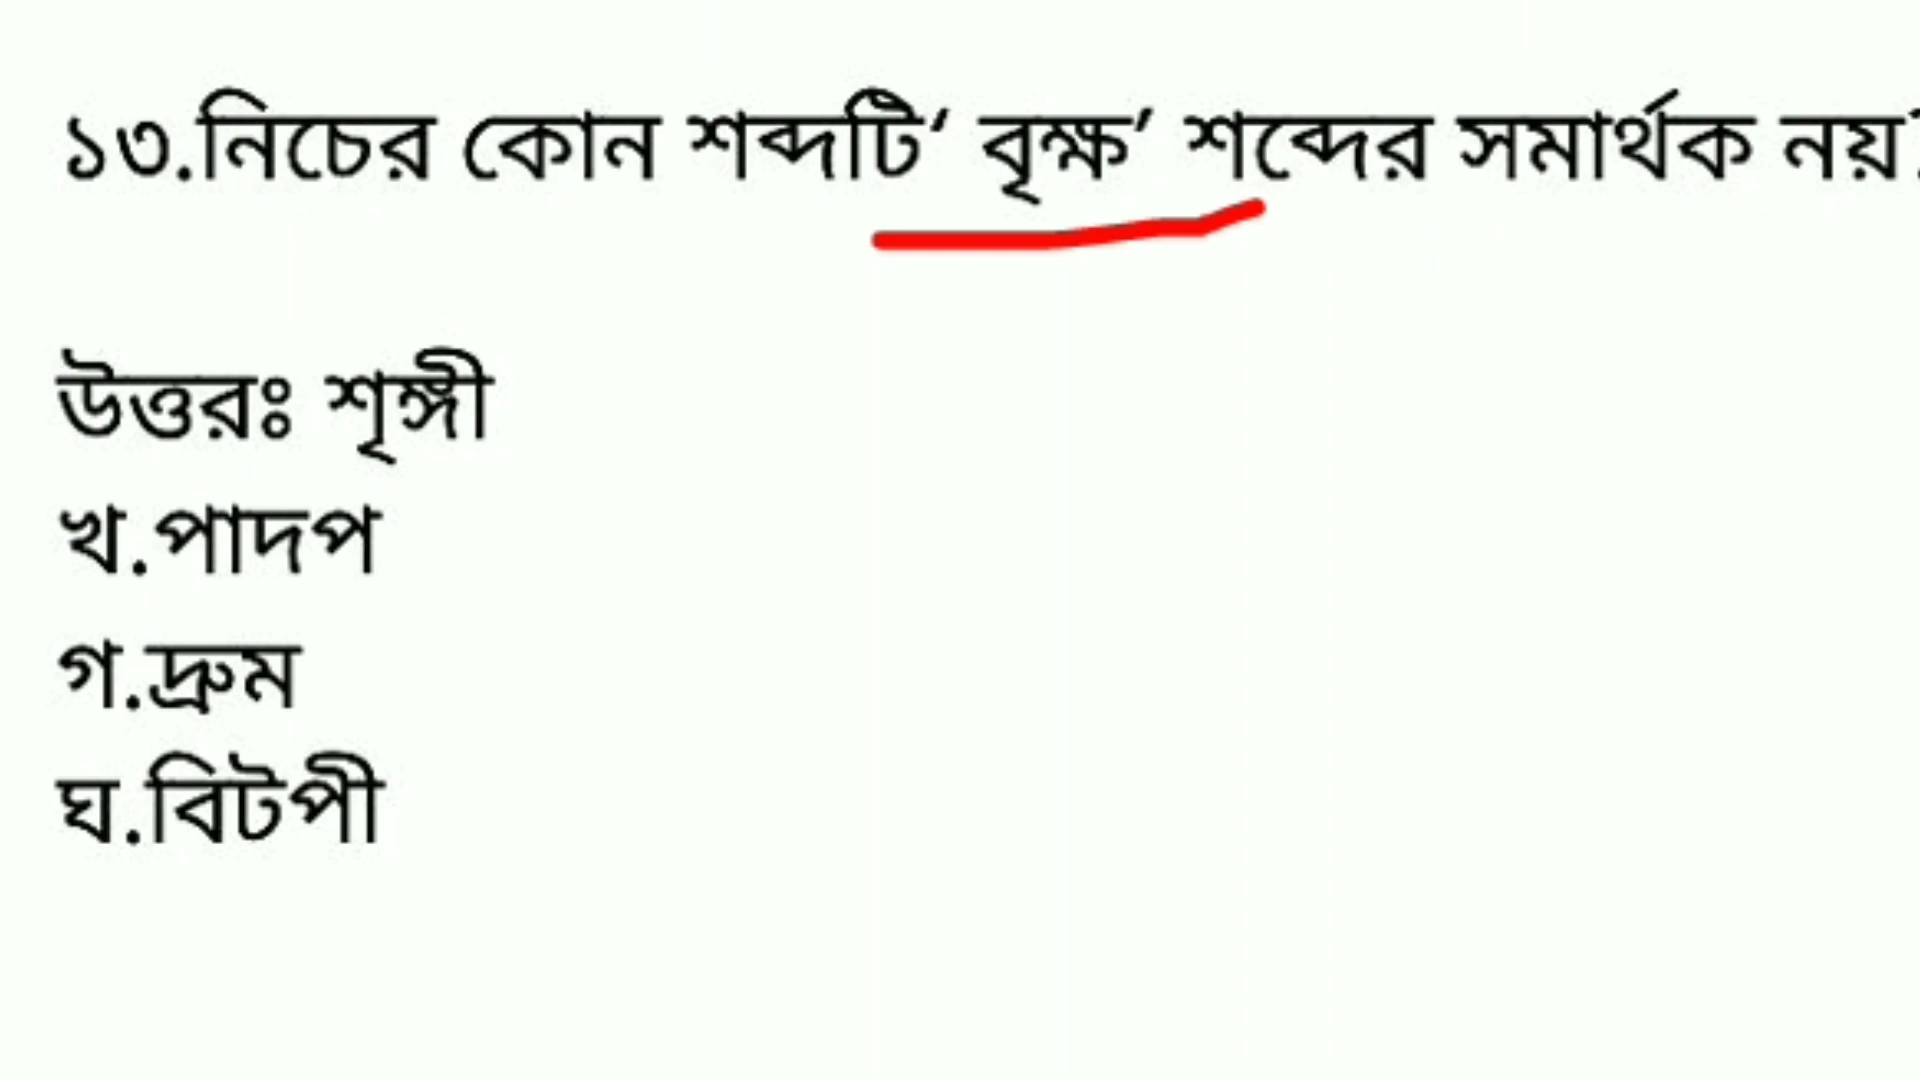 ১৩.নিচের কোন শব্দটি‘ বৃক্ষ’ শব্দের সমার্থক নয়?
উত্তরঃ শৃঙ্গী
খ.পাদপ
গ.দ্রুম
ঘ.বিটপী